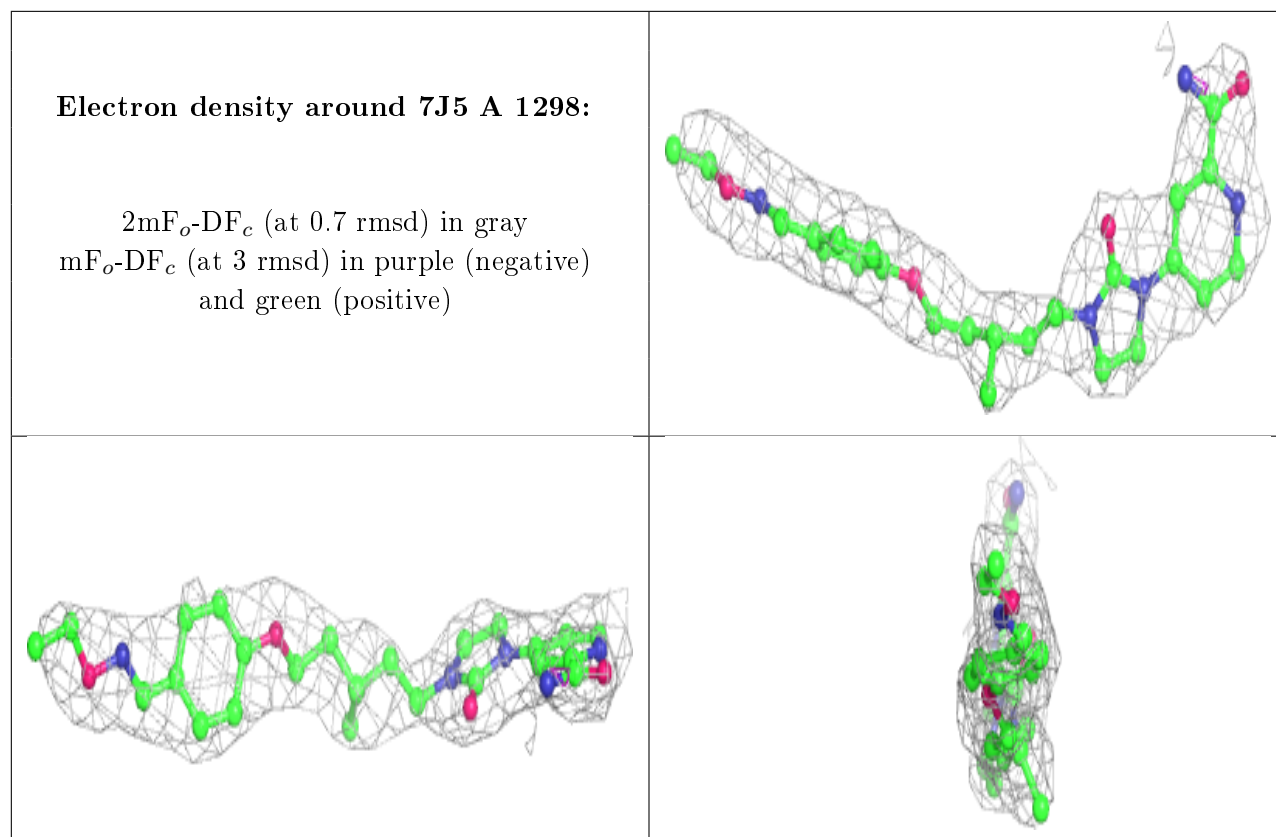 Electron density around 7J5 A 1298:
2mFₒ-DF𝒸 (at 0.7 rmsd) in gray
mFₒ-DF𝒸 (at 3 rmsd) in purple (negative)
and green (positive)